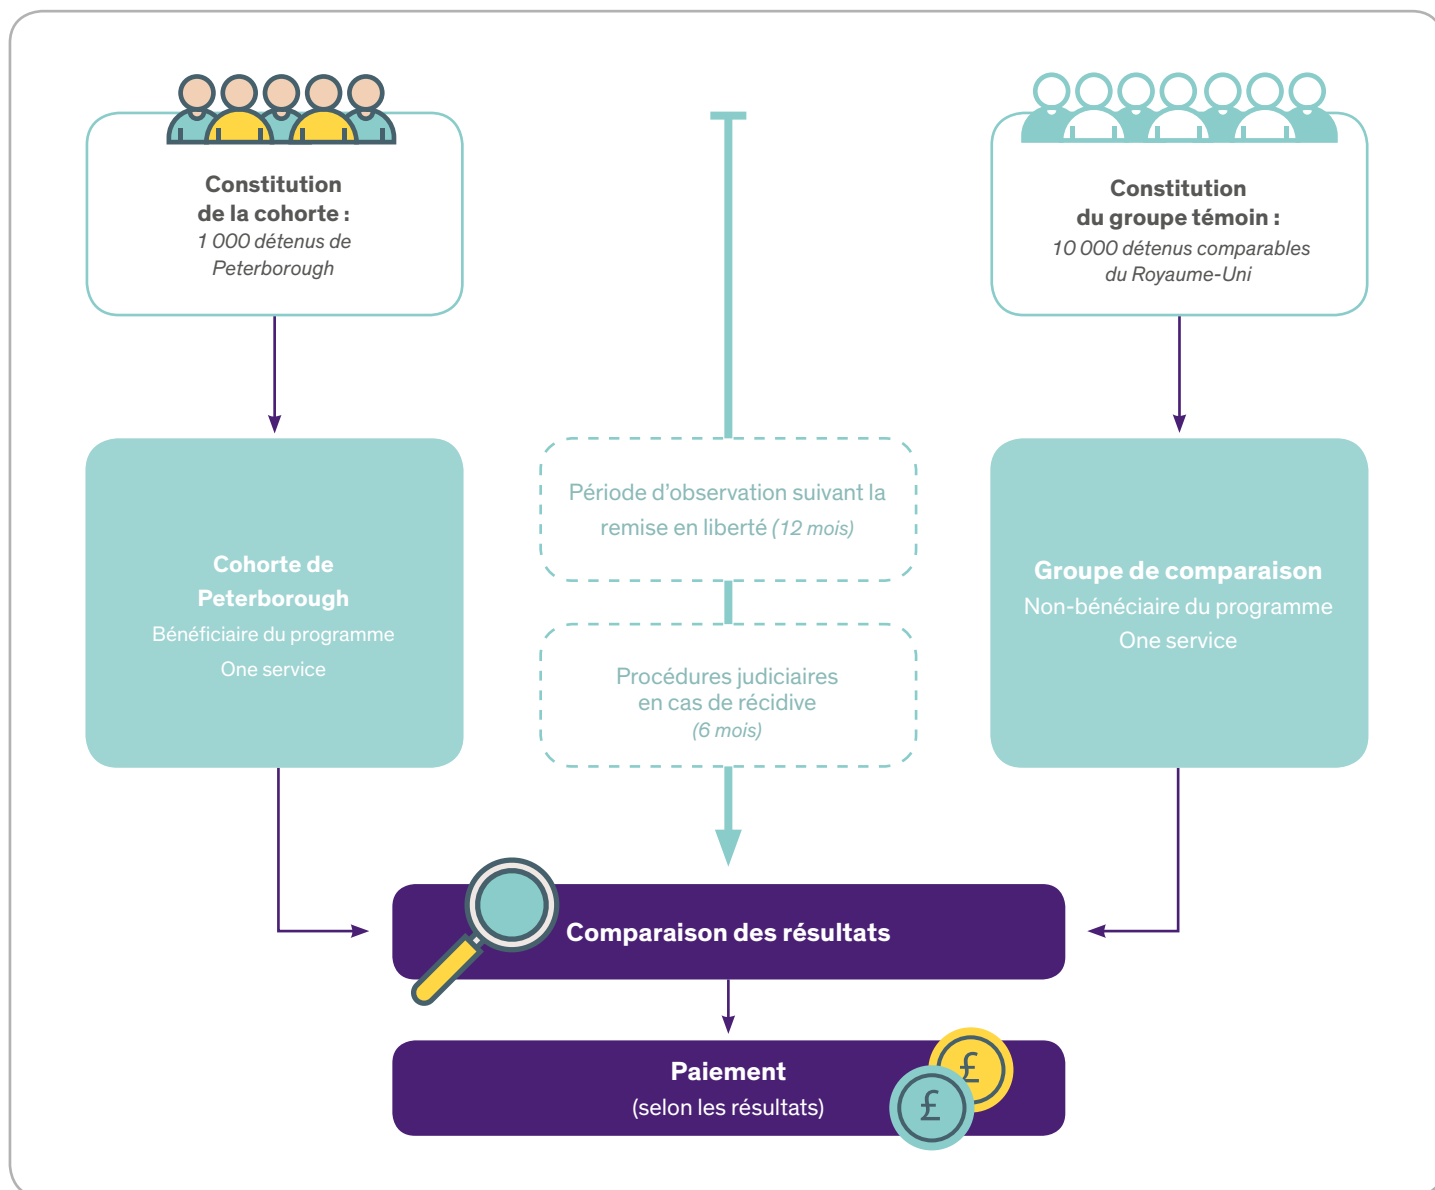 Constitution
de la cohorte :
1 000 détenus de
Peterborough
Constitution
du groupe témoin :
10 000 détenus comparables
du Royaume-Uni
Période d’observation suivant la
remise en liberté (12 mois)
Cohorte de
Peterborough
Bénéficiaire du programme
One service
Procédures judiciaires
en cas de récidive
(6 mois)
Groupe de comparaison
Non-bénéciaire du programme
One service
Comparaison des résultats
Paiement
(selon les résultats)
£
£